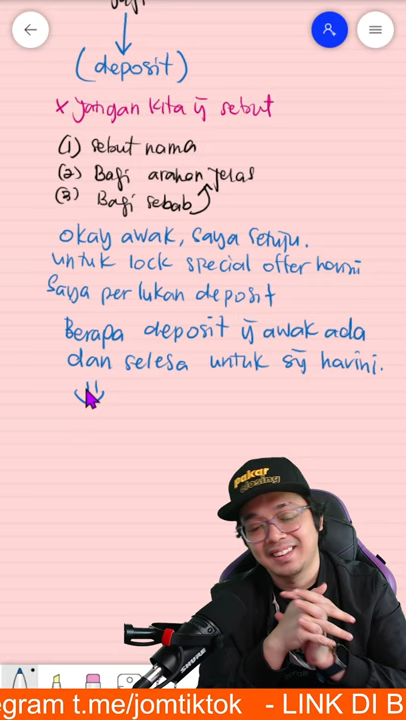 (deposit)
x jangan kita yg sebut
(1) sebut nama
(2) Bagi arahan jelas
(3) Bagi sebab
okay awak, saya setuju.
untuk lock special offer harini
saya perlukan deposit
Berapa deposit yg awak ada
dan selesa untuk sy harini.
pakar
closing
SHURE
egram t.me/jomtiktok - LINK DI B